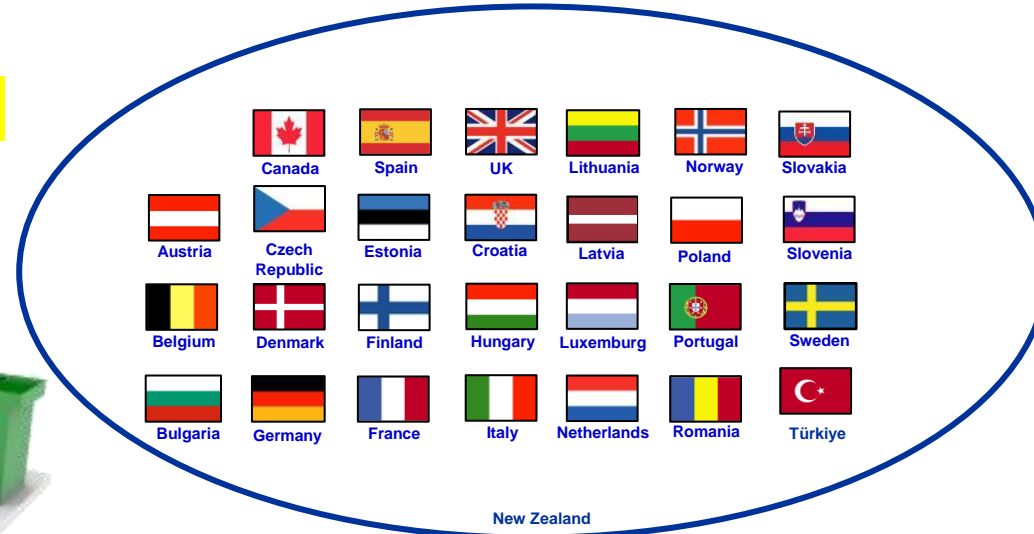 Canada Spain UK Lithuania Norway Slovakia
Austria Czech Republic Estonia Croatia Latvia Poland Slovenia
Belgium Denmark Finland Hungary Luxemburg Portugal Sweden
Bulgaria Germany France Italy Netherlands Romania Türkiye
New Zealand